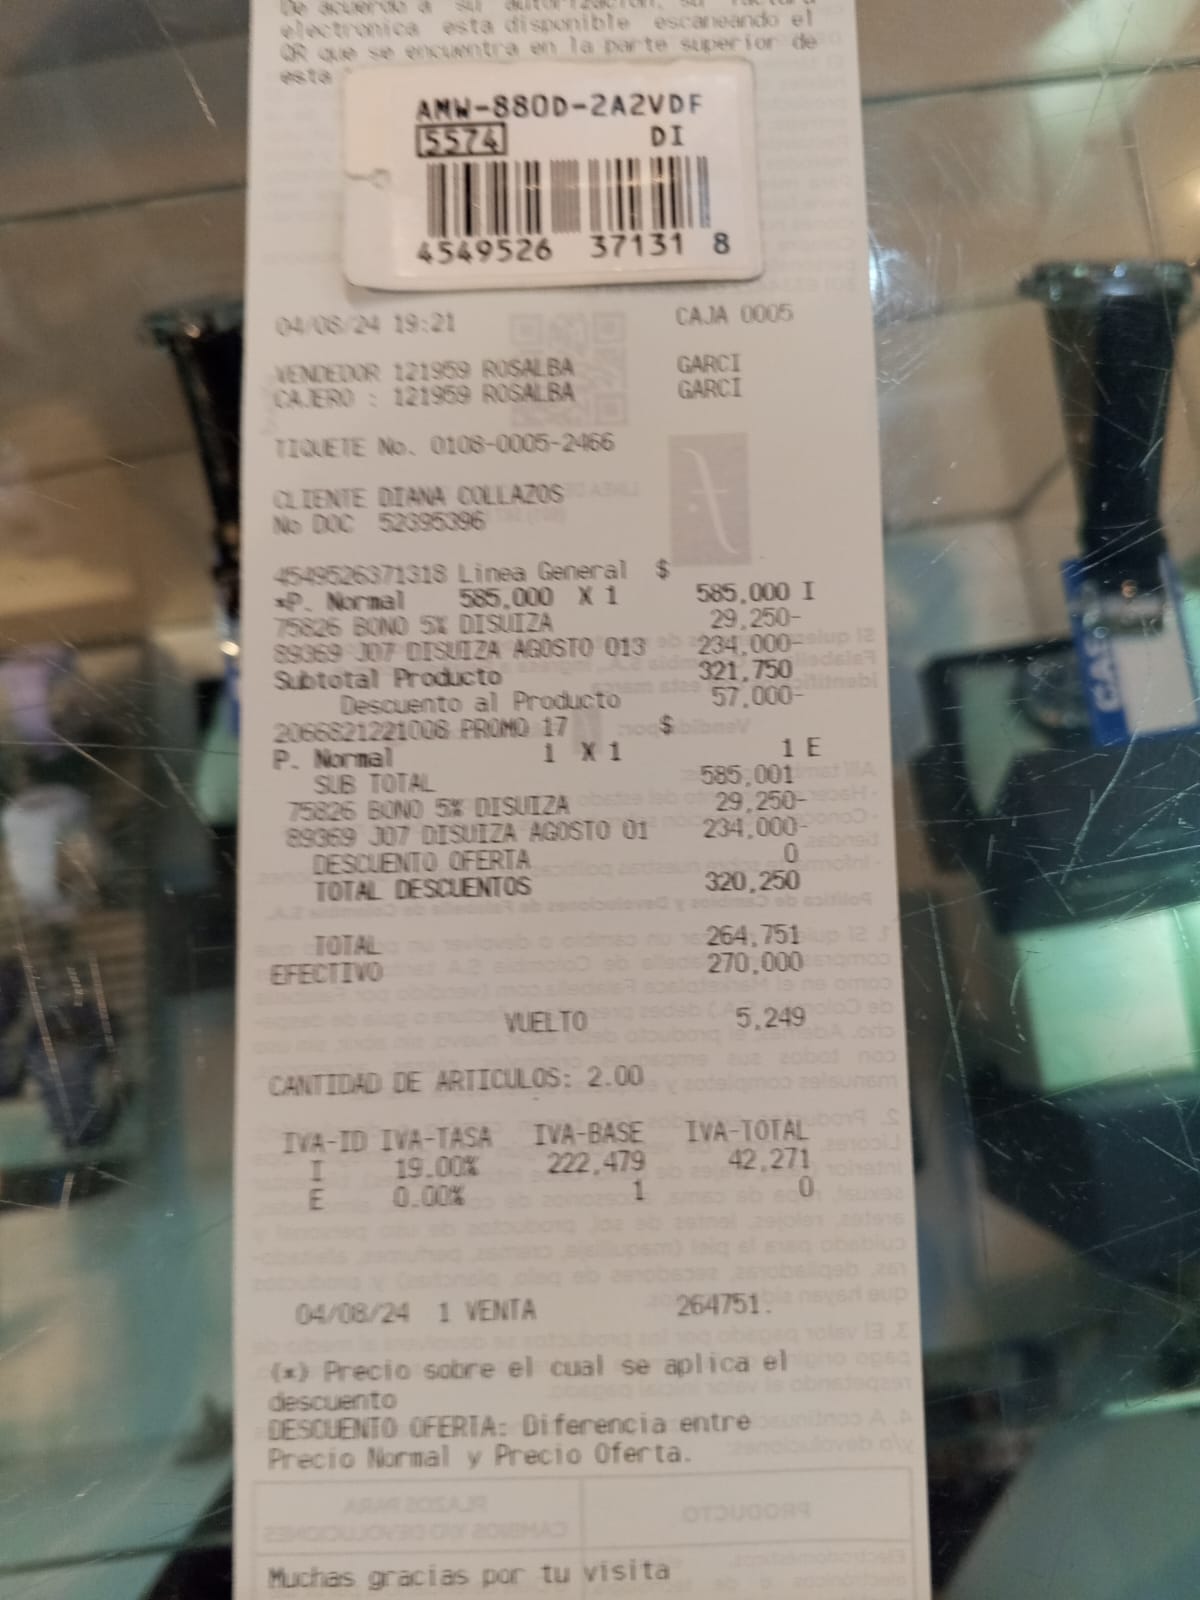 De acuerdo a su autorizacion, su factura
electronica esta disponible escaneando el
QR que se encuentra en la parte superior de
esta
AMW-880D-2A2VDF
5574 DI
4549526 37131 8
04/08/24 19:21 CAJA 0005
VENDEDOR 121959 ROSALBA GARCI
CAJERO : 121959 ROSALBA GARCI
TIQUETE No. 0108-0005-2466
CLIENTE DIANA COLLAZOS
No DOC 52395396
4549526371318 Linea General $
*P. Normal 585,000 X 1 585,000 I
75826 BONO 5% DISUIZA 29,250-
89369 J07 DISUIZA AGOSTO 013 234,000-
Subtotal Producto 321,750
Descuento al Producto 57,000-
2066821221008 PROMO 17 $
P. Normal 1 X 1 1 E
SUB TOTAL 585,001
75826 BONO 5% DISUIZA 29,250-
89369 J07 DISUIZA AGOSTO 01 234,000-
DESCUENTO OFERTA 0
TOTAL DESCUENTOS 320,250
TOTAL 264,751
EFECTIVO 270,000
VUELTO 5,249
CANTIDAD DE ARTICULOS: 2.00
IVA-ID IVA-TASA IVA-BASE IVA-TOTAL
I 19.00% 222,479 42,271
E 0.00% 1 0
04/08/24 1 VENTA 264751.
(*) Precio sobre el cual se aplica el
descuento
DESCUENTO OFERTA: Diferencia entre
Precio Normal y Precio Oferta.
Muchas gracias por tu visita
CASIO